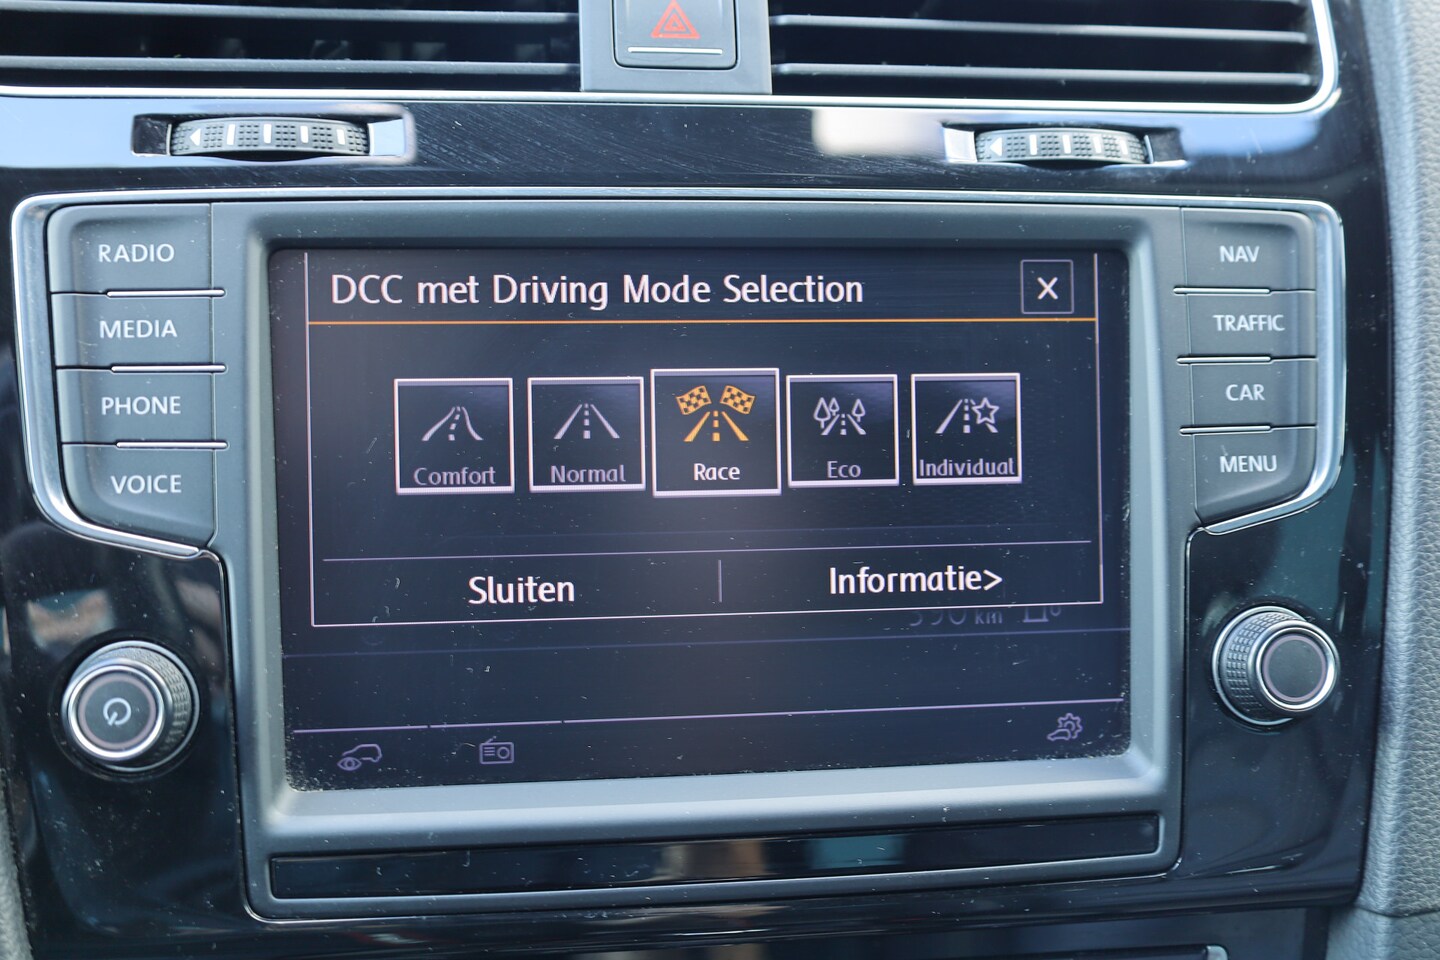 RADIO
MEDIA
PHONE
VOICE
DCC met Driving Mode Selection
X
Comfort
Normal
Race
Eco
Individual
Sluiten
Informatie>
km
NAV
TRAFFIC
CAR
MENU